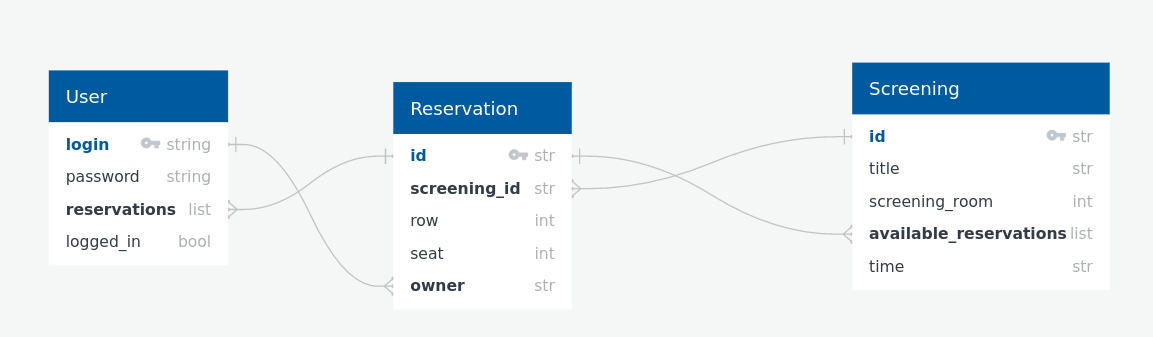 User
login string
password string
reservations list
logged_in bool
Reservation
id str
screening_id str
row int
seat int
owner str
Screening
id str
title str
screening_room int
available_reservations list
time str